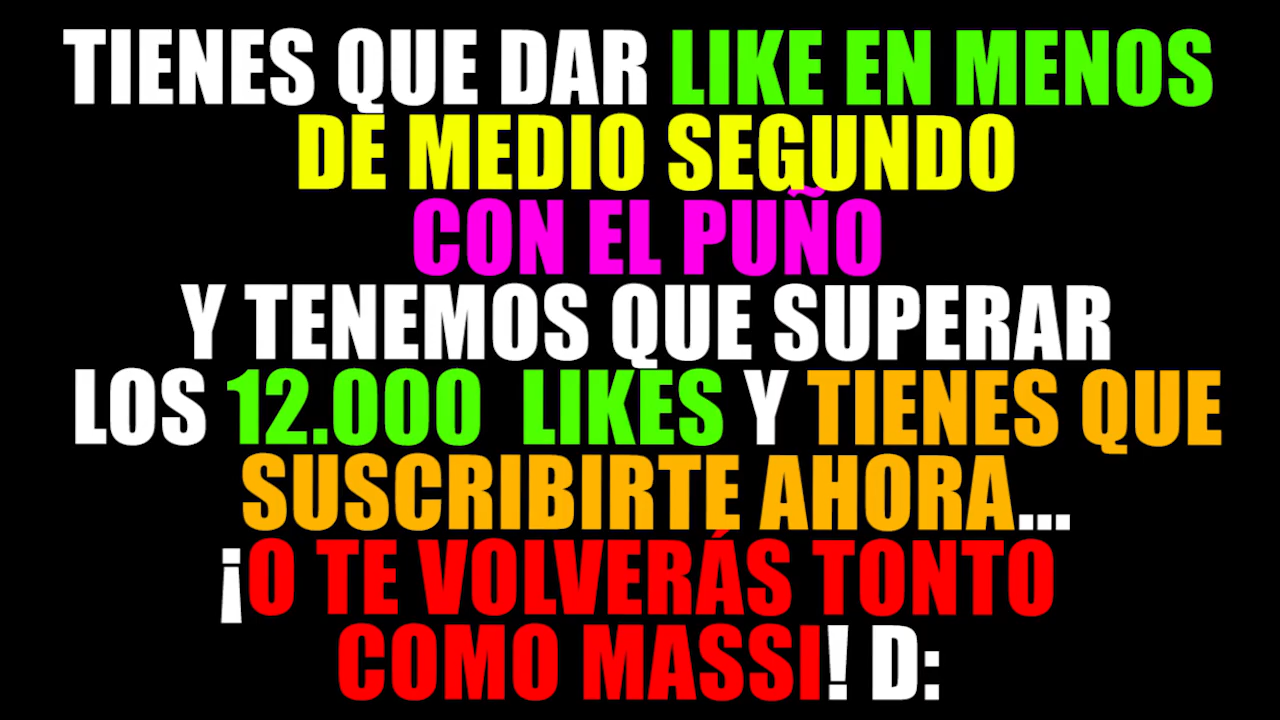 TIENES QUE DAR LIKE EN MENOS
DE MEDIO SEGUNDO
CON EL PUÑO
Y TENEMOS QUE SUPERAR
LOS 12.000 LIKES Y TIENES QUE
SUSCRIBIRTE AHORA...
¡O TE VOLVERÁS TONTO
COMO MASSI! D: